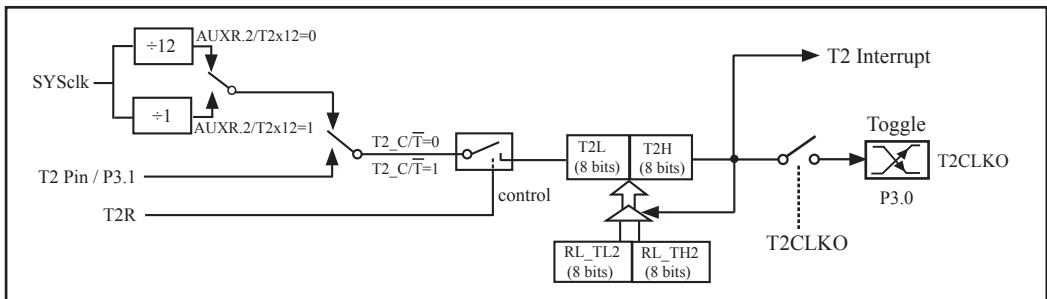 ÷12
AUXR.2/T2x12=0
SYSclk
÷1
AUXR.2/T2x12=1
T2 Interrupt
Toggle
T2_C/T̅=0
T2_C/T̅=1
T2L
(8 bits)
T2H
(8 bits)
T2CLKO
T2 Pin / P3.1
control
P3.0
T2R
T2CLKO
RL_TL2
(8 bits)
RL_TH2
(8 bits)